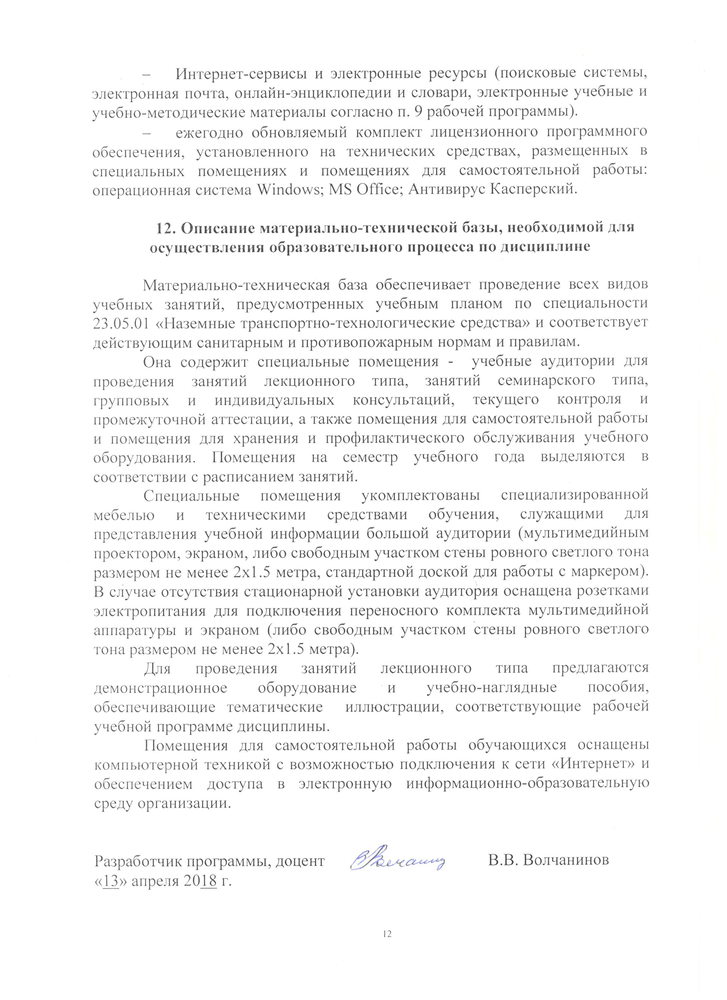 – Интернет-сервисы и электронные ресурсы (поисковые системы,
электронная почта, онлайн-энциклопедии и словари, электронные учебные и
учебно-методические материалы согласно п. 9 рабочей программы).
– ежегодно обновляемый комплект лицензионного программного
обеспечения, установленного на технических средствах, размещенных в
специальных помещениях и помещениях для самостоятельной работы:
операционная система Windows; MS Office; Антивирус Касперский.
12. Описание материально-технической базы, необходимой для
осуществления образовательного процесса по дисциплине
Материально-техническая база обеспечивает проведение всех видов
учебных занятий, предусмотренных учебным планом по специальности
23.05.01 «Наземные транспортно-технологические средства» и соответствует
действующим санитарным и противопожарным нормам и правилам.
Она содержит специальные помещения - учебные аудитории для
проведения занятий лекционного типа, занятий семинарского типа,
групповых и индивидуальных консультаций, текущего контроля и
промежуточной аттестации, а также помещения для самостоятельной работы
и помещения для хранения и профилактического обслуживания учебного
оборудования. Помещения на семестр учебного года выделяются в
соответствии с расписанием занятий.
Специальные помещения укомплектованы специализированной
мебелью и техническими средствами обучения, служащими для
представления учебной информации большой аудитории (мультимедийным
проектором, экраном, либо свободным участком стены ровного светлого тона
размером не менее 2х1.5 метра, стандартной доской для работы с маркером).
В случае отсутствия стационарной установки аудитория оснащена розетками
электропитания для подключения переносного комплекта мультимедийной
аппаратуры и экраном (либо свободным участком стены ровного светлого
тона размером не менее 2х1.5 метра).
Для проведения занятий лекционного типа предлагаются
демонстрационное оборудование и учебно-наглядные пособия,
обеспечивающие тематические иллюстрации, соответствующие рабочей
учебной программе дисциплины.
Помещения для самостоятельной работы обучающихся оснащены
компьютерной техникой с возможностью подключения к сети «Интернет» и
обеспечением доступа в электронную информационно-образовательную
среду организации.
Разработчик программы, доцент В.В. Волчанинов
«13» апреля 2018 г.
12